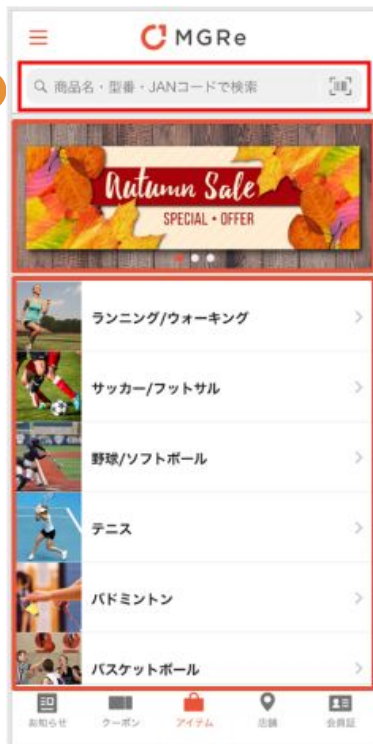 MGRe
商品名・型番・JANコードで検索
Autumn Sale
SPECIAL • OFFER
ランニング/ウォーキング
サッカー/フットサル
野球/ソフトボール
テニス
バドミントン
バスケットボール
お知らせ クーポン アイテム 店舗 会員証